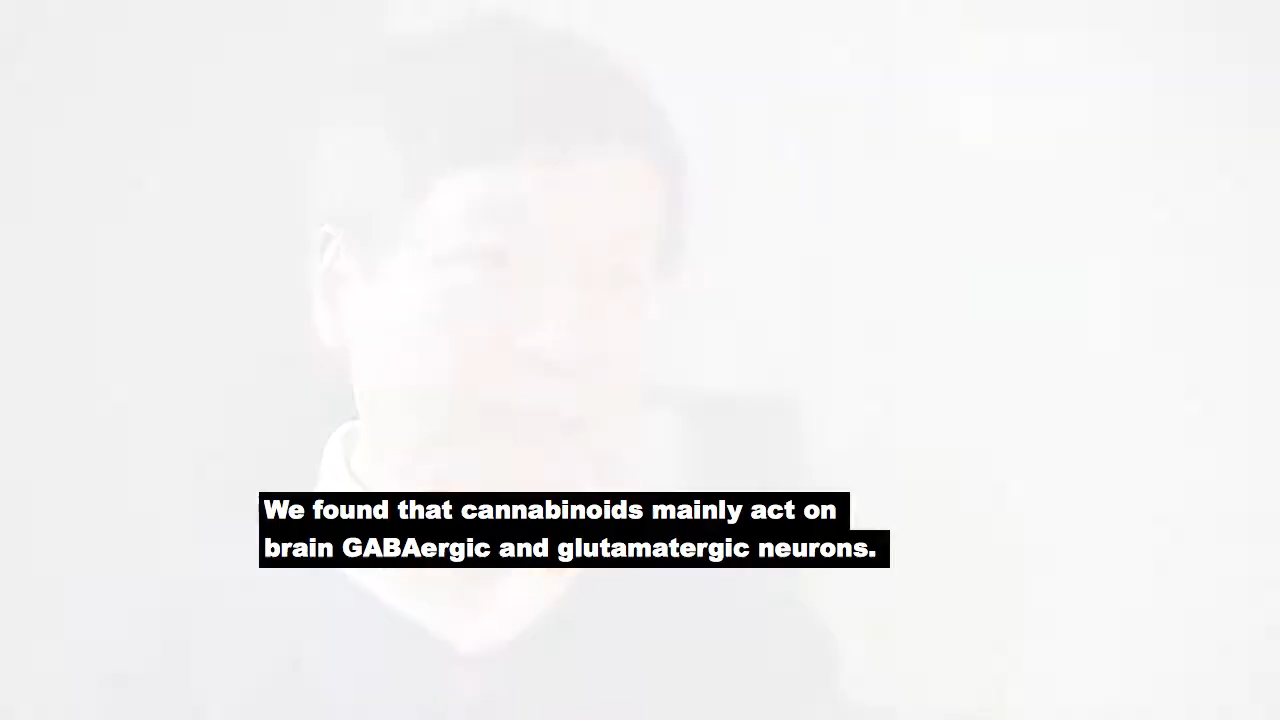 We found that cannabinoids mainly act on
brain GABAergic and glutamatergic neurons.